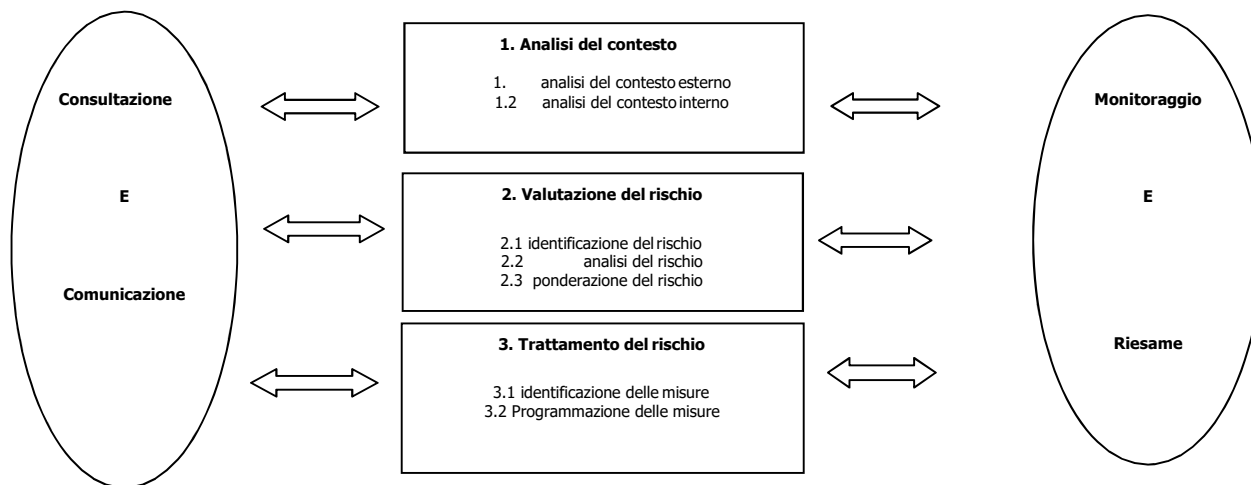 Consultazione
E
Comunicazione
1. Analisi del contesto
1. analisi del contesto esterno
1.2 analisi del contesto interno
2. Valutazione del rischio
2.1 identificazione del rischio
2.2 analisi del rischio
2.3 ponderazione del rischio
3. Trattamento del rischio
3.1 identificazione delle misure
3.2 Programmazione delle misure
Monitoraggio
E
Riesame